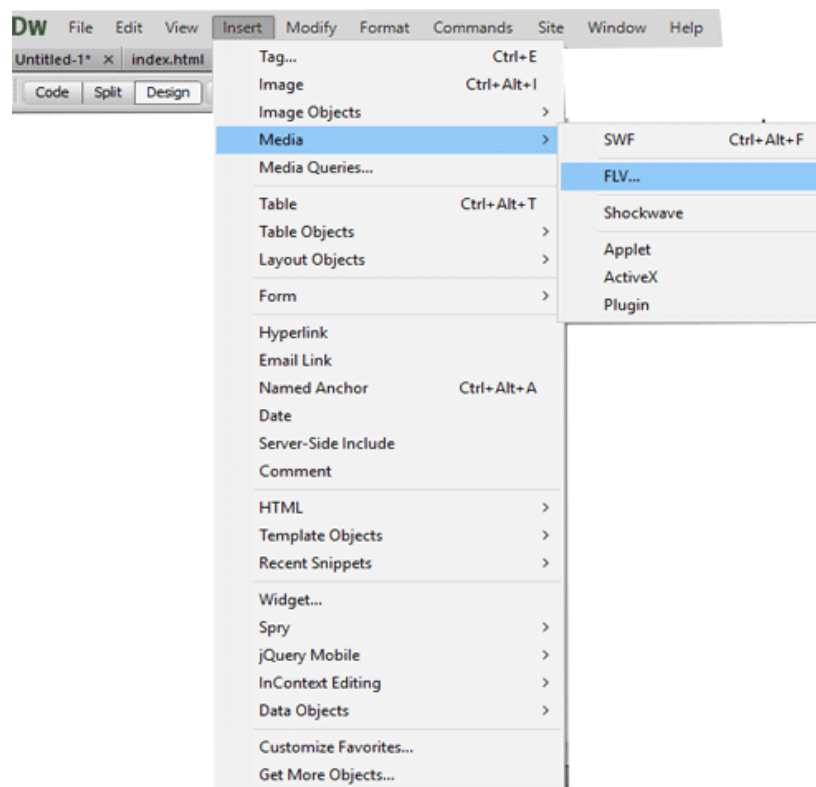 DW File Edit View Insert Modify Format Commands Site Window Help
Untitled-1* × index.html
Code Split Design
Tag... Ctrl+E
Image Ctrl+Alt+I
Image Objects >
Media >
Media Queries...
Table Ctrl+Alt+T
Table Objects >
Layout Objects >
Form >
Hyperlink
Email Link
Named Anchor Ctrl+Alt+A
Date
Server-Side Include
Comment
HTML >
Template Objects >
Recent Snippets >
Widget...
Spry >
jQuery Mobile >
InContext Editing >
Data Objects >
Customize Favorites...
Get More Objects...
SWF Ctrl+Alt+F
FLV...
Shockwave
Applet
ActiveX
Plugin